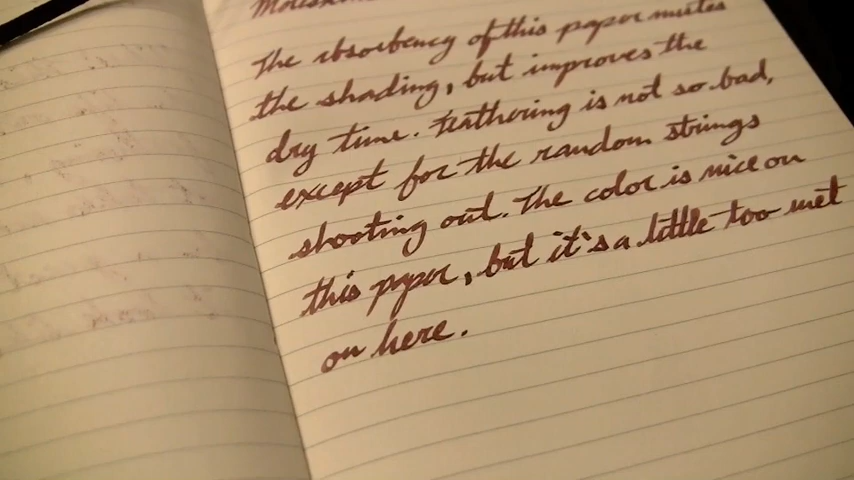 The absorbency of this paper mutes
the shading, but improves the
dry time. Feathering is not so bad,
except for the random strings
shooting out. The color is nice on
this paper, but it's a little too wet
on here.